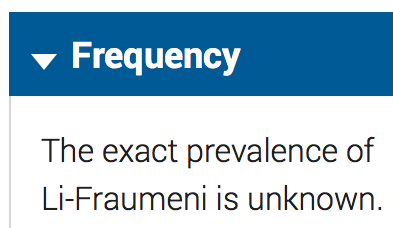 Frequency
The exact prevalence of
Li-Fraumeni is unknown.